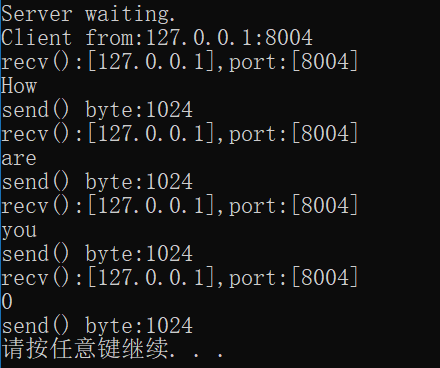 Server waiting.
Client from:127.0.0.1:8004
recv():[127.0.0.1],port:[8004]
How
send() byte:1024
recv():[127.0.0.1],port:[8004]
are
send() byte:1024
recv():[127.0.0.1],port:[8004]
you
send() byte:1024
recv():[127.0.0.1],port:[8004]
0
send() byte:1024
请按任意键继续. . .